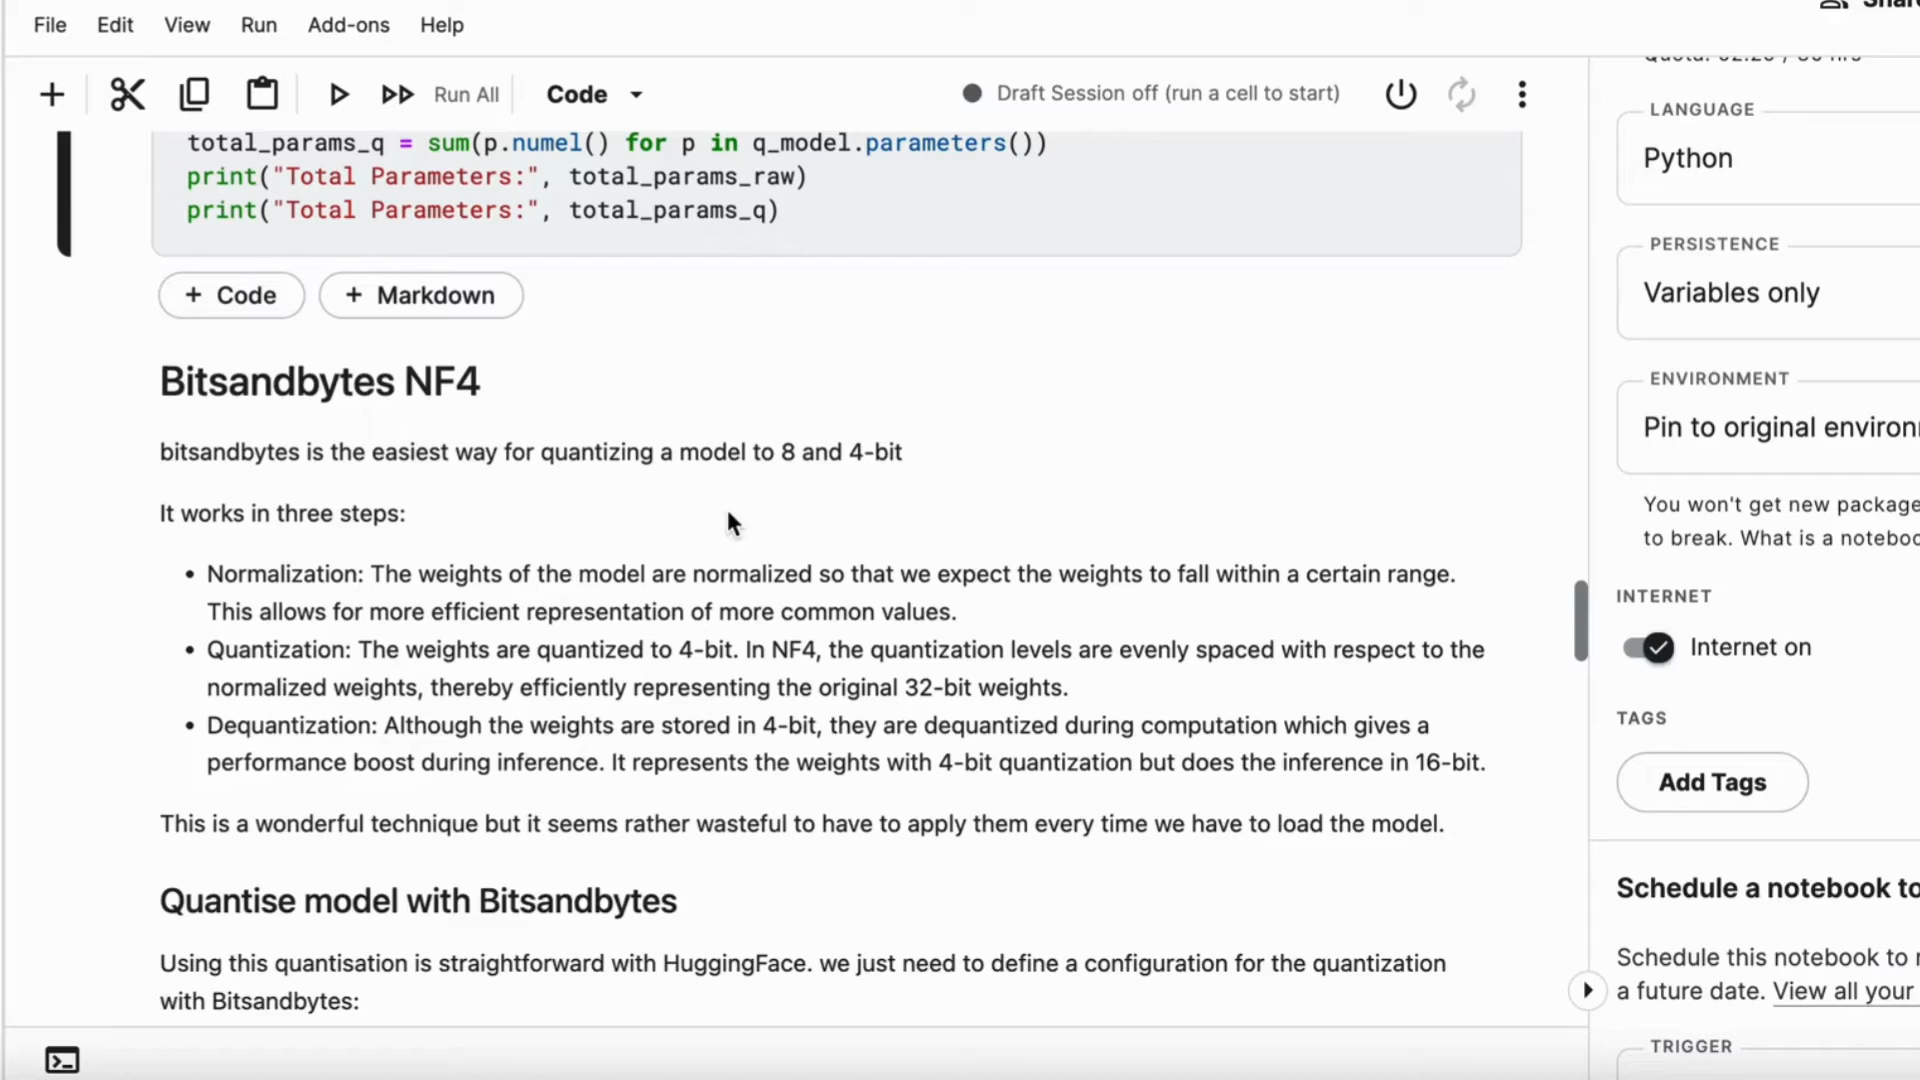 File Edit View Run Add-ons Help
Run All Code Draft Session off (run a cell to start)
total_params_q = sum(p.numel() for p in q_model.parameters())
print("Total Parameters:", total_params_raw)
print("Total Parameters:", total_params_q)
+ Code + Markdown
Bitsandbytes NF4
bitsandbytes is the easiest way for quantizing a model to 8 and 4-bit
It works in three steps:
• Normalization: The weights of the model are normalized so that we expect the weights to fall within a certain range.
This allows for more efficient representation of more common values.
• Quantization: The weights are quantized to 4-bit. In NF4, the quantization levels are evenly spaced with respect to the
normalized weights, thereby efficiently representing the original 32-bit weights.
• Dequantization: Although the weights are stored in 4-bit, they are dequantized during computation which gives a
performance boost during inference. It represents the weights with 4-bit quantization but does the inference in 16-bit.
This is a wonderful technique but it seems rather wasteful to have to apply them every time we have to load the model.
Quantise model with Bitsandbytes
Using this quantisation is straightforward with HuggingFace. we just need to define a configuration for the quantization
with Bitsandbytes:
LANGUAGE
Python
PERSISTENCE
Variables only
ENVIRONMENT
Pin to original environ
You won't get new package
to break. What is a noteboo
INTERNET
Internet on
TAGS
Add Tags
Schedule a notebook to
Schedule this notebook to
a future date. View all your
TRIGGER